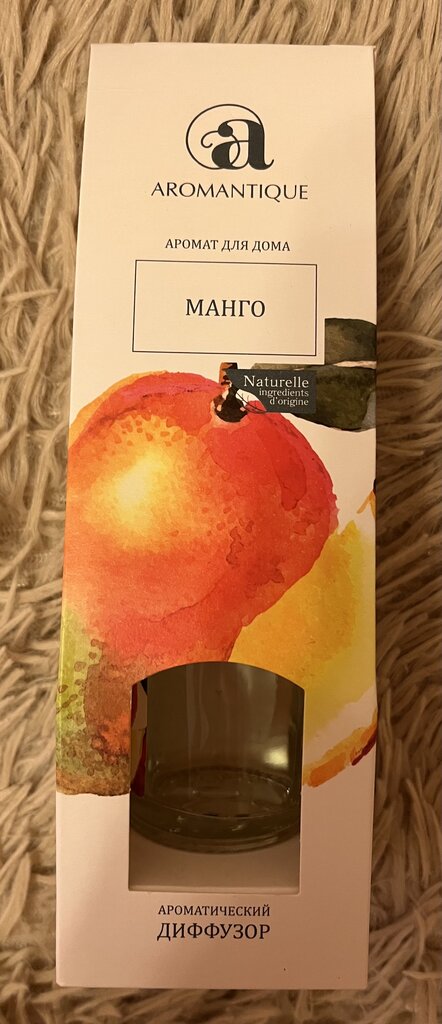 a
AROMANTIQUE
АРОМАТ ДЛЯ ДОМА
МАНГО
Naturelle
ingredients
d'origine
АРОМАТИЧЕСКИЙ
ДИФФУЗОР